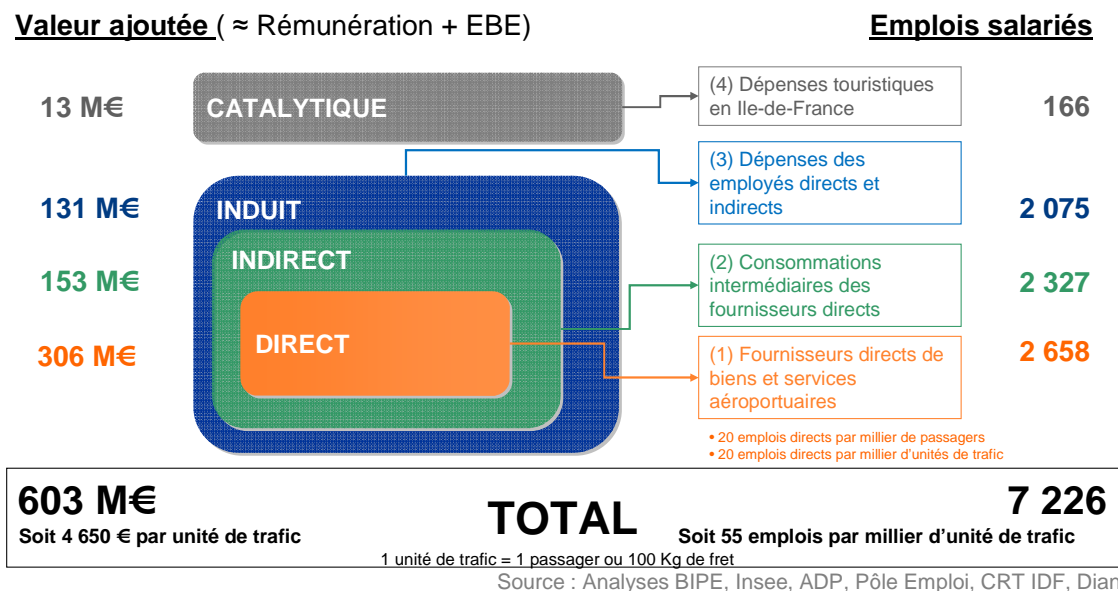 Valeur ajoutée ( ≈ Rémunération + EBE)
Emplois salariés
13 M€
CATALYTIQUE
(4) Dépenses touristiques
en Ile-de-France
166
131 M€
INDUIT
(3) Dépenses des
employés directs et
indirects
2 075
153 M€
INDIRECT
(2) Consommations
intermédiaires des
fournisseurs directs
2 327
306 M€
DIRECT
(1) Fournisseurs directs de
biens et services
aéroportuaires
2 658
• 20 emplois directs par millier de passagers
• 20 emplois directs par millier d'unités de trafic
603 M€
Soit 4 650 € par unité de trafic
TOTAL
7 226
Soit 55 emplois par millier d'unité de trafic
1 unité de trafic = 1 passager ou 100 Kg de fret
Source : Analyses BIPE, Insee, ADP, Pôle Emploi, CRT IDF, Dian